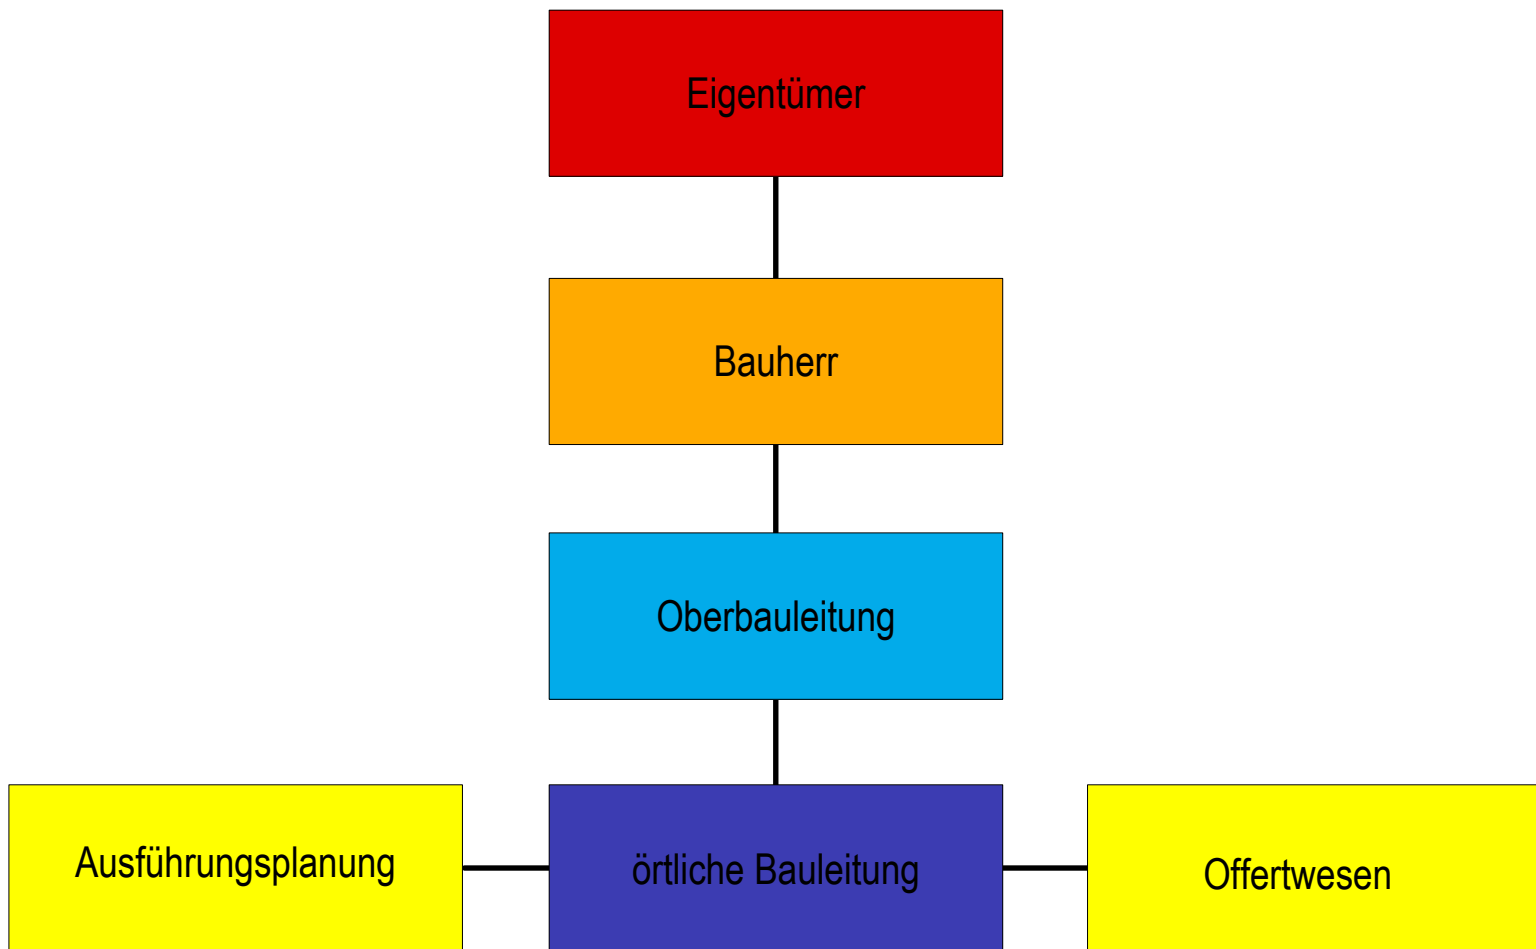 Eigentümer
Bauherr
Oberbauleitung
Ausführungsplanung
örtliche Bauleitung
Offertwesen